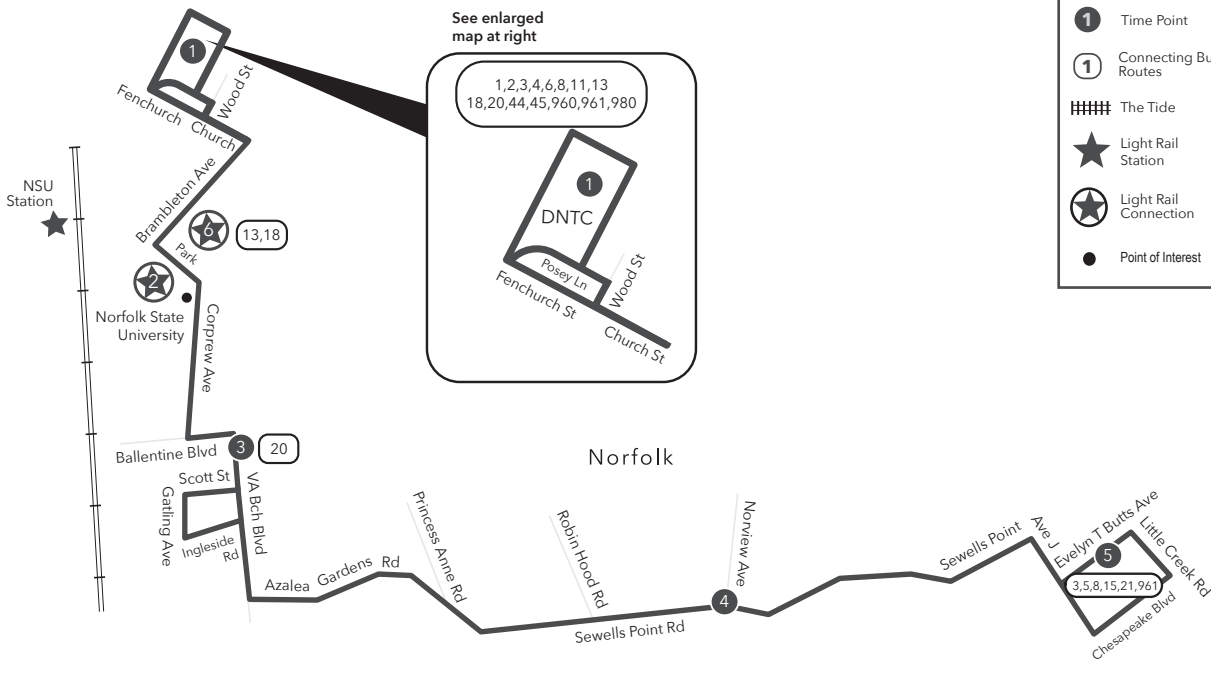 See enlarged
map at right
1
Fenchurch
Church
Wood St
1,2,3,4,6,8,11,13
18,20,44,45,960,961,980
1
DNTC
Posey Ln
Wood St
Fenchurch St
Church St
1 Time Point
1 Connecting Bu
Routes
The Tide
Light Rail
Station
Light Rail
Connection
Point of Interest
NSU
Station
Brambleton Ave
6
13,18
Park
2
Norfolk State
University
Corprew Ave
Ballentine Blvd
3
20
Scott St
Gatling Ave
Ingleside
Rd
VA Bch Blvd
Norfolk
Azalea Gardens Rd
Princess Anne Rd
Robin Hood Rd
Norview Ave
4
Sewells Point Rd
Sewells Point
Ave J
Evelyn T Butts Ave
5
3,5,8,15,21,961
Little Creek Rd
Chesapeake Blvd